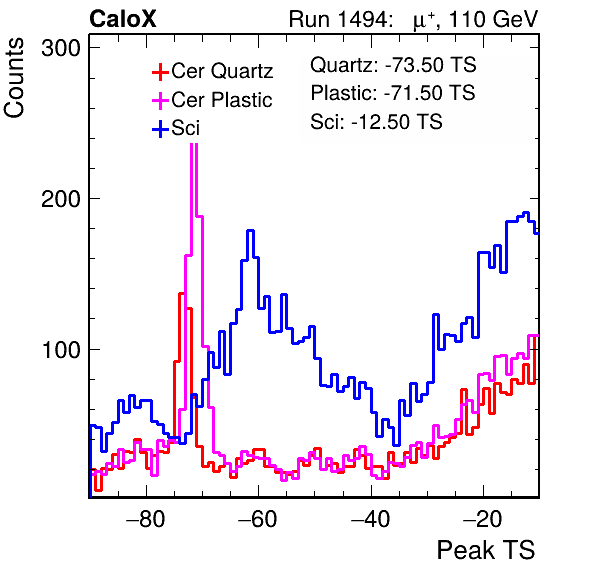 CaloX Run 1494: μ⁺, 110 GeV
Counts
300
200
100
Cer Quartz
Cer Plastic
Sci
Quartz: -73.50 TS
Plastic: -71.50 TS
Sci: -12.50 TS
−80 −60 −40 −20
Peak TS